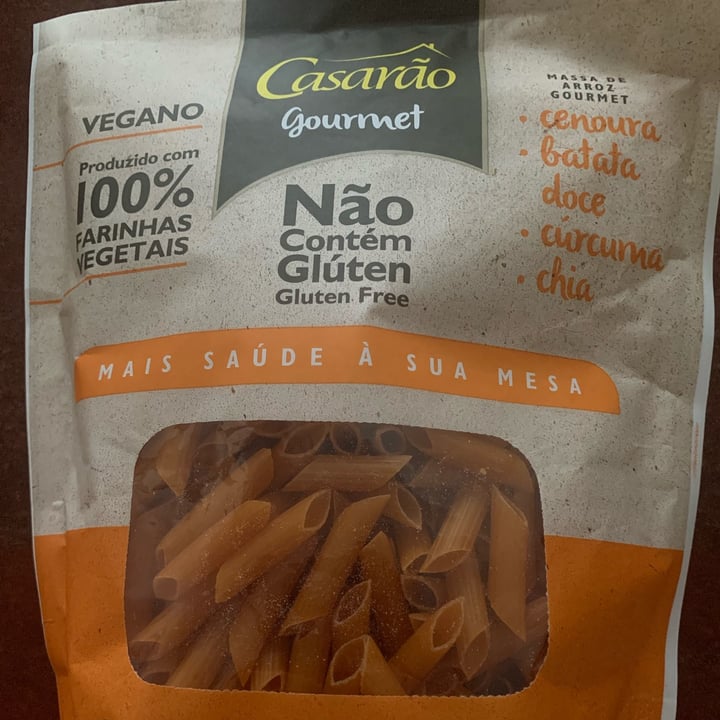 Casarão
gourmet
VEGANO
Produzido com
100%
FARINHAS
VEGETAIS
Não
Contém
Glúten
Gluten Free
MASSA DE
ARROZ
GOURMET
• cenoura
• batata
doce
• cúrcuma
• chia
MAIS SAÚDE À SUA MESA